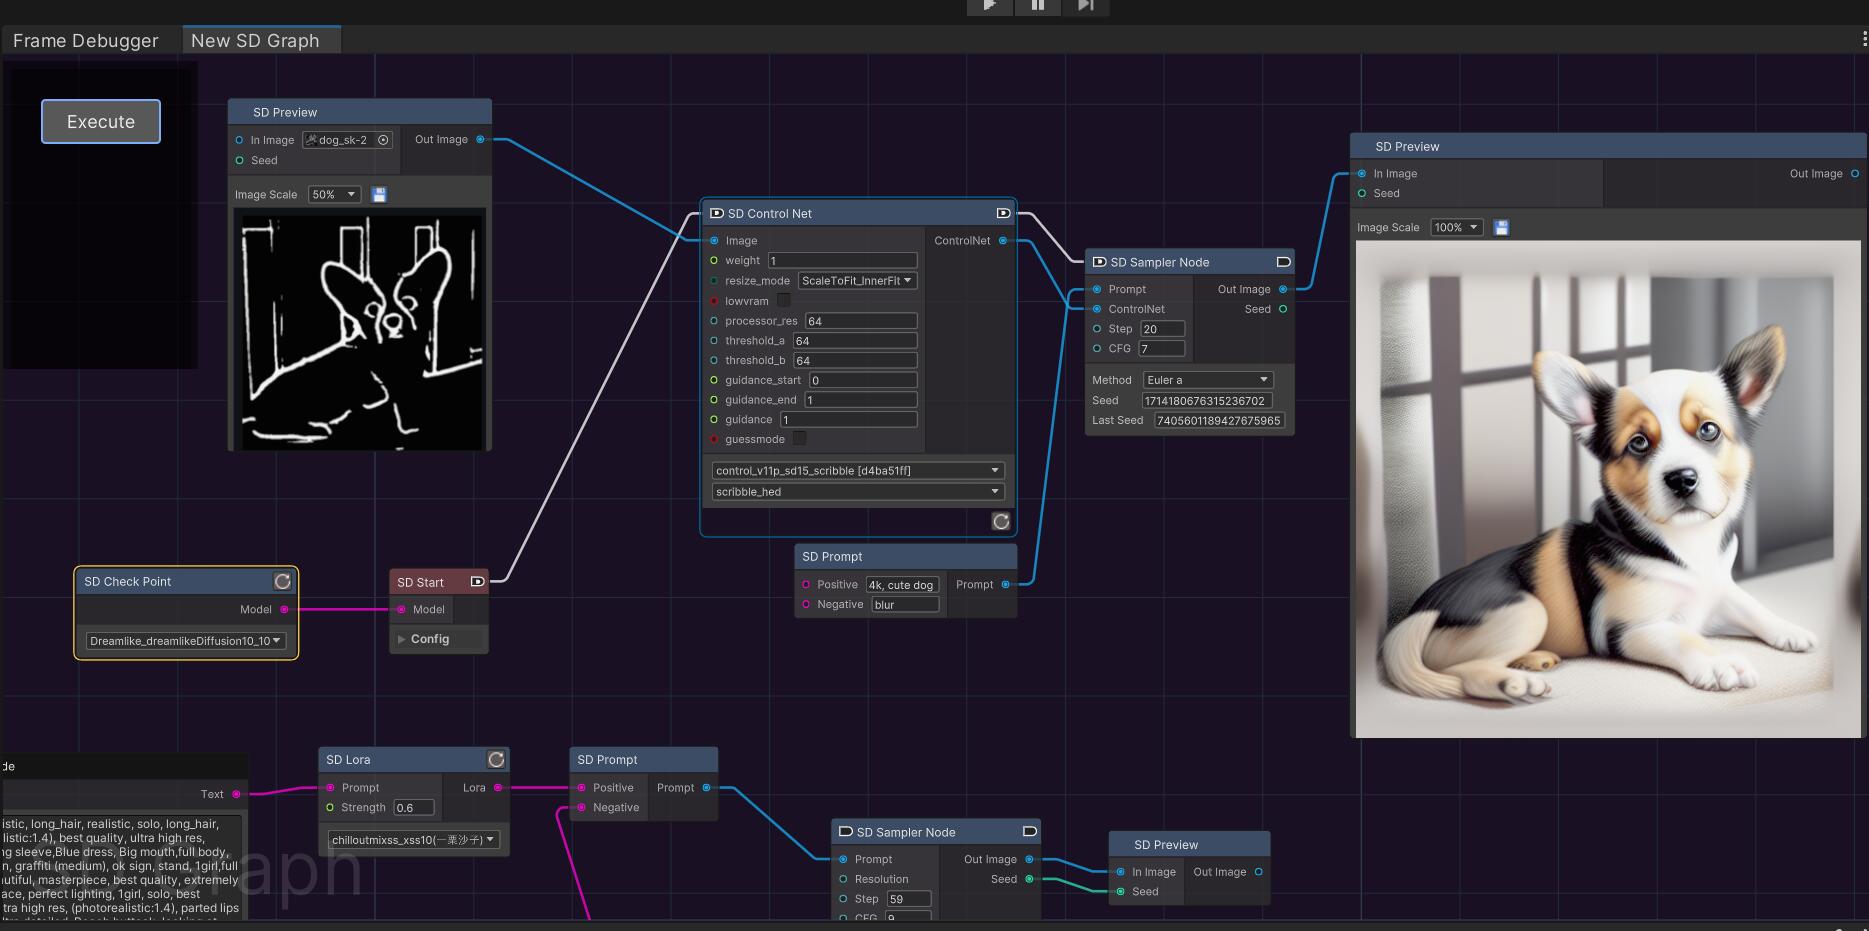 Frame Debugger
New SD Graph
Execute
SD Preview
In Image
dog_sk-2
Out Image
Seed
Image Scale
50%
SD Control Net
Image
ControlNet
weight
1
resize_mode
ScaleToFit_InnerFit
lowvram
processor_res
64
threshold_a
64
threshold_b
64
guidance_start
0
guidance_end
1
guidance
1
guessmode
control_v11p_sd15_scribble [d4ba51ff]
scribble_hed
SD Sampler Node
Prompt
Out Image
ControlNet
Seed
Step
20
CFG
7
Method
Euler a
Seed
1714180676315236702
Last Seed
7405601189427675965
SD Preview
In Image
Out Image
Seed
Image Scale
100%
SD Prompt
Positive
4k, cute dog
Prompt
Negative
blur
SD Check Point
Model
Dreamlike_dreamlikeDiffusion10_10
SD Start
Model
Config
de
Text
istic, long_hair, realistic, solo, long_hair,
listic:1.4), best quality, ultra high res,
ng sleeve,Blue dress, Big mouth,full body,
n, graffiti (medium), ok sign, stand, 1girl,full
utiful, masterpiece, best quality, extremely
ace, perfect lighting, 1girl, solo, best
tra high res, (photorealistic:1.4), parted lips
SD Graph
SD Lora
Prompt
Lora
Strength
0.6
chilloutmixss_xss10(一栗沙子)
SD Prompt
Positive
Prompt
Negative
SD Sampler Node
Prompt
Out Image
Resolution
Seed
Step
59
CFG
9
SD Preview
In Image
Out Image
Seed